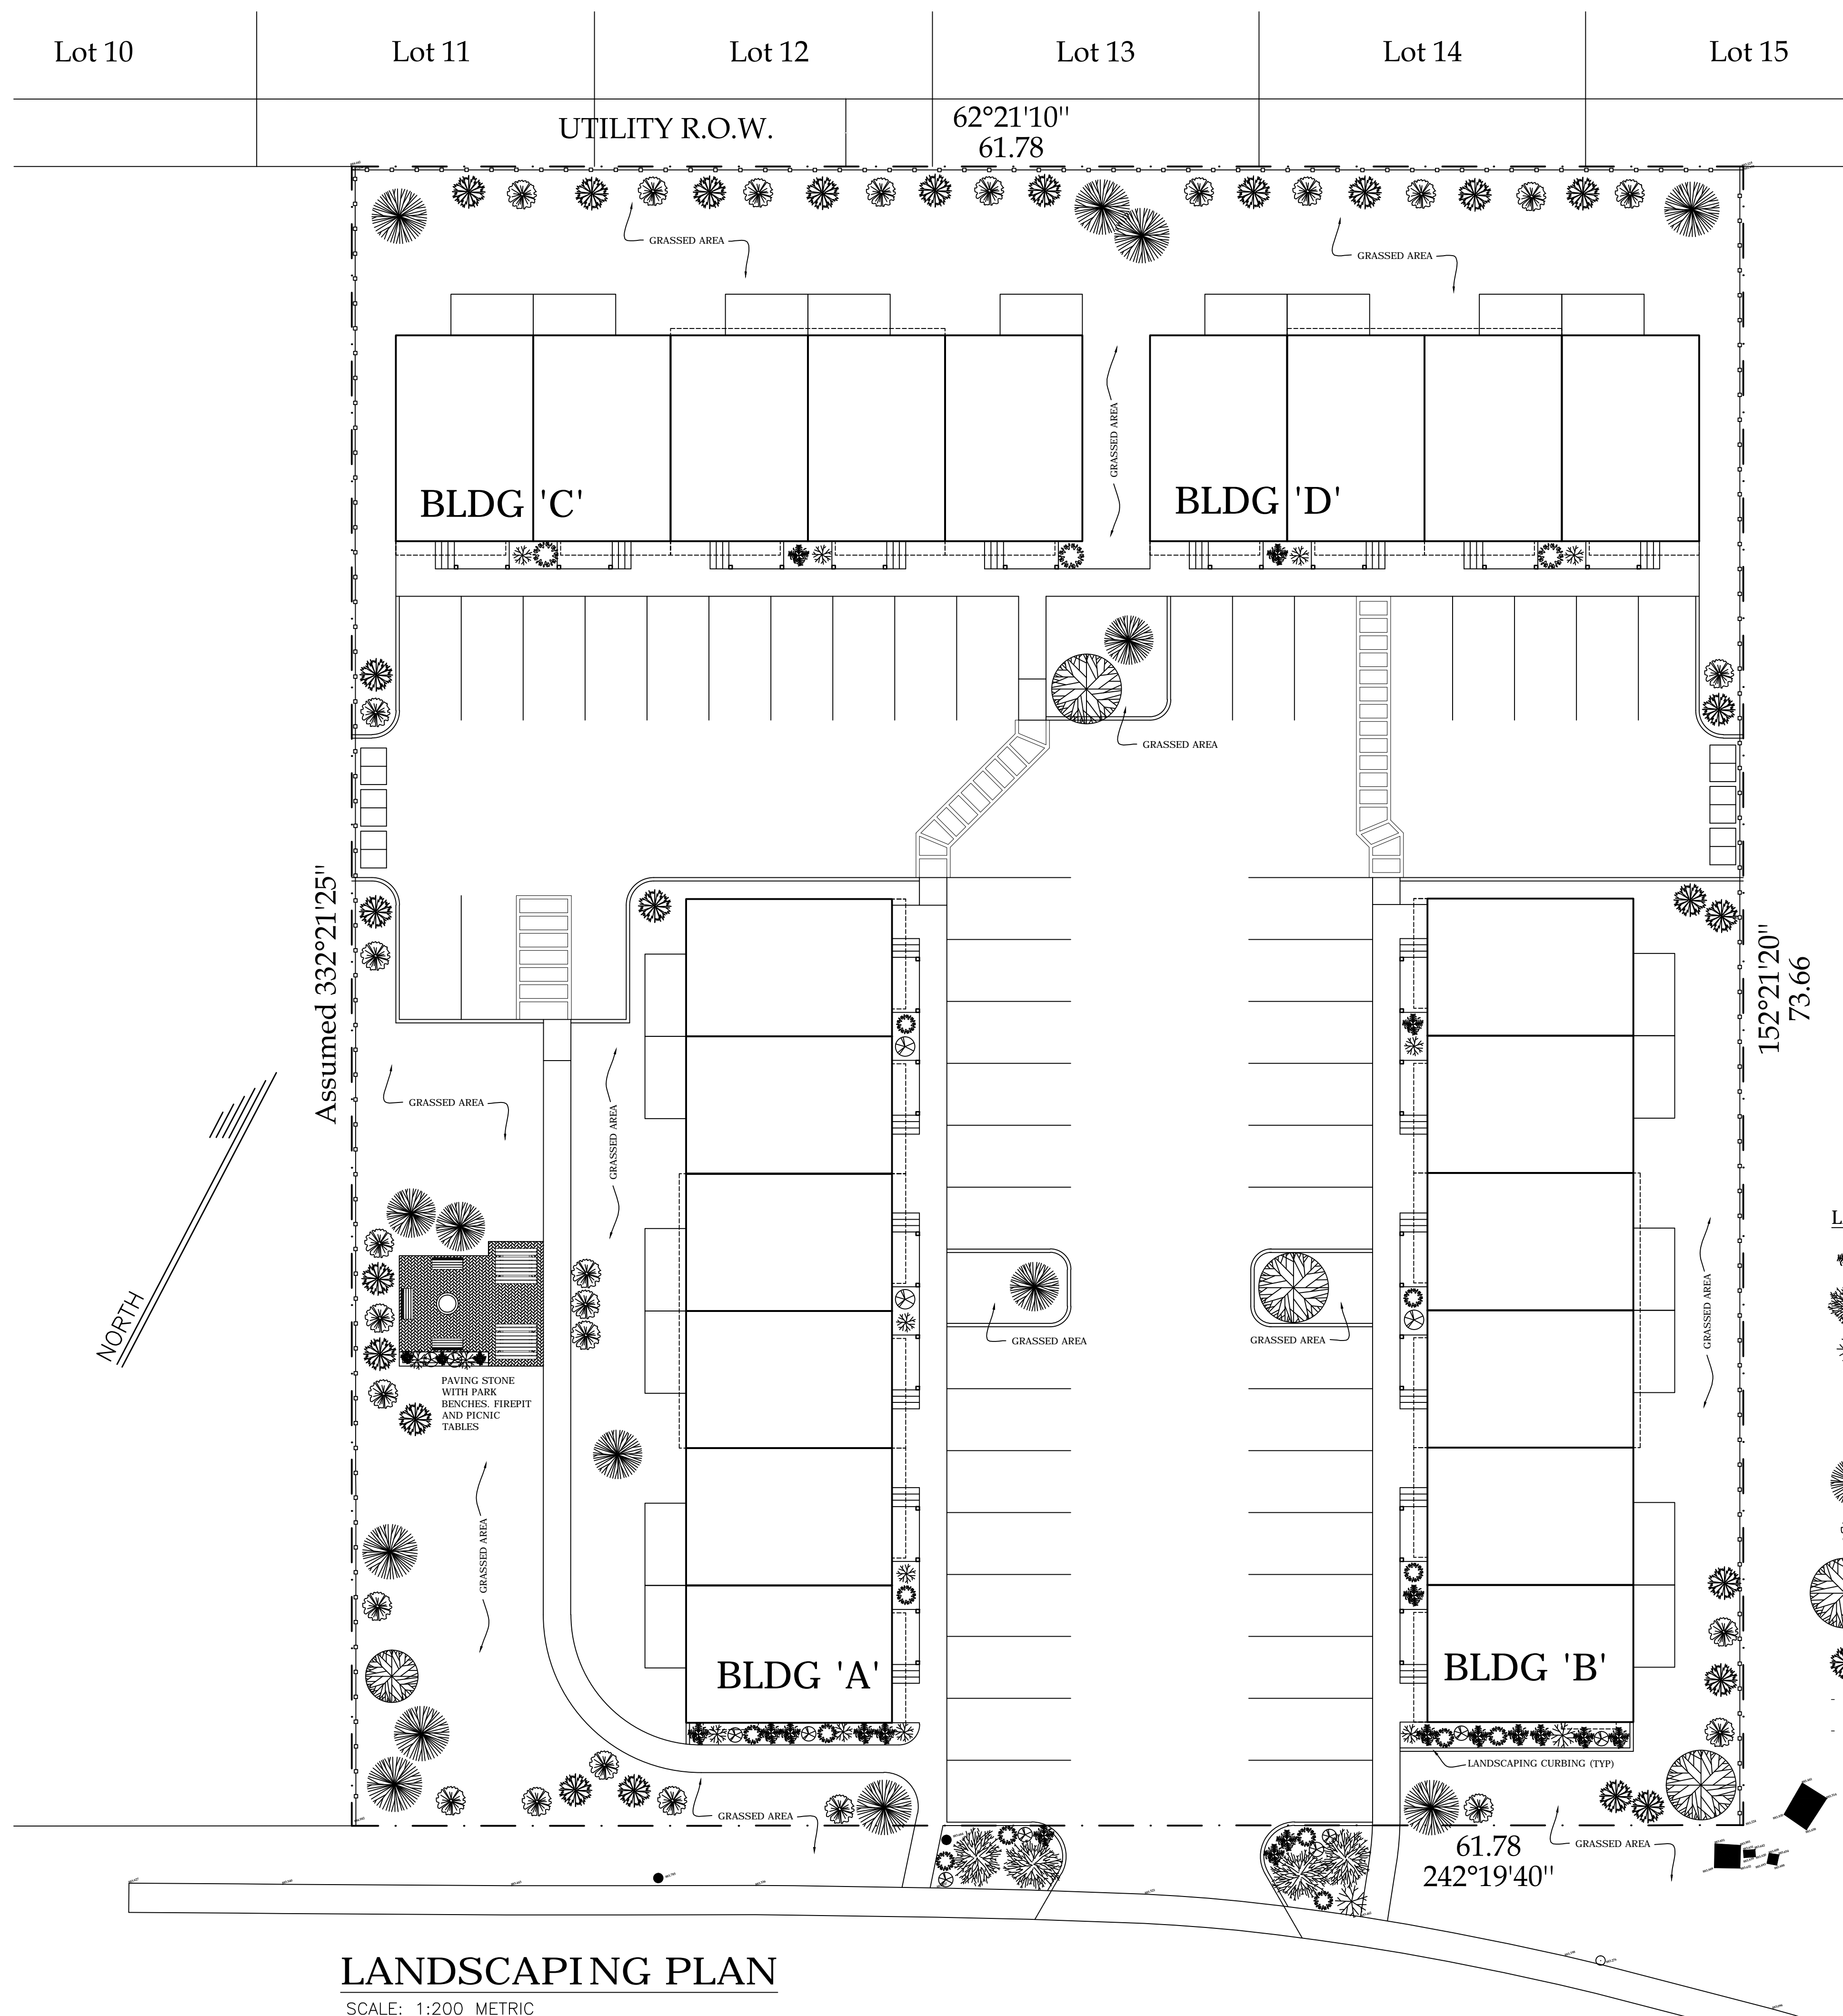 Lot 10
Lot 11
Lot 12
Lot 13
Lot 14
Lot 15
UTILITY R.O.W.
62°21'10"
61.78
GRASSED AREA
GRASSED AREA
GRASSED AREA
BLDG 'C'
BLDG 'D'
GRASSED AREA
Assumed 332°21'25"
152°21'20"
73.66
GRASSED AREA
GRASSED AREA
NORTH
L
GRASSED AREA
GRASSED AREA
GRASSED AREA
PAVING STONE
WITH PARK
BENCHES. FIREPIT
AND PICNIC
TABLES
GRASSED AREA
BLDG 'A'
BLDG 'B'
LANDSCAPING CURBING (TYP)
GRASSED AREA
GRASSED AREA
61.78
242°19'40"
LANDSCAPING PLAN
SCALE: 1:200 METRIC